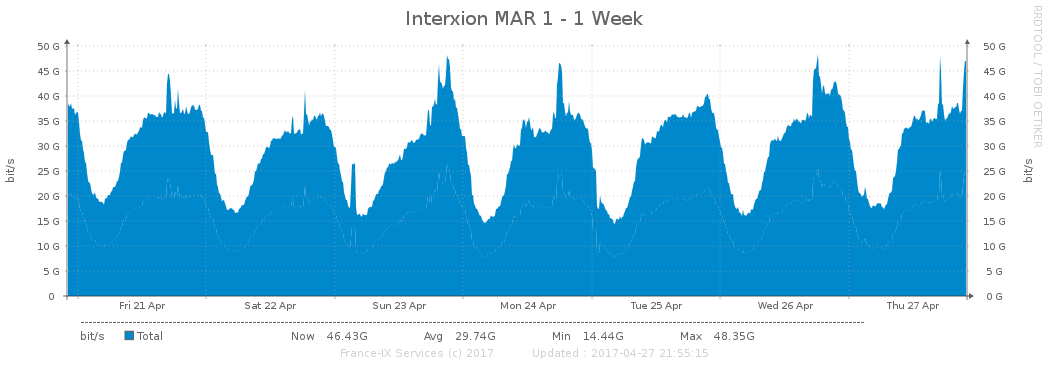 Interxion MAR 1 - 1 Week
RRDTOOL / TOBI OETIKER
bit/s
50 G
45 G
40 G
35 G
30 G
25 G
20 G
15 G
10 G
5 G
0
50 G
45 G
40 G
35 G
30 G
25 G
20 G
15 G
10 G
5 G
0 G
bit/s
Fri 21 Apr Sat 22 Apr Sun 23 Apr Mon 24 Apr Tue 25 Apr Wed 26 Apr Thu 27 Apr
bit/s Total Now 46.43G Avg 29.74G Min 14.44G Max 48.35G
France-IX Services (c) 2017 Updated : 2017-04-27 21:55:15